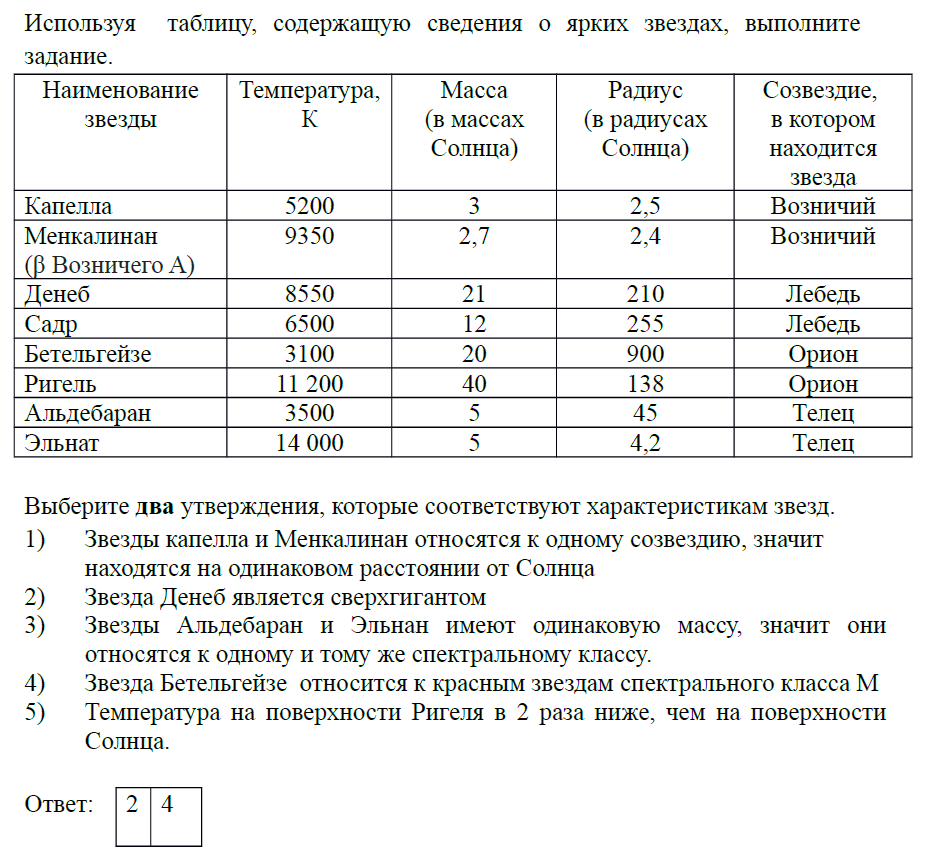 Используя таблицу, содержащую сведения о ярких звездах, выполните
задание.
Наименование звезды | Температура, К | Масса (в массах Солнца) | Радиус (в радиусах Солнца) | Созвездие, в котором находится звезда
Капелла | 5200 | 3 | 2,5 | Возничий
Менкалинан (β Возничего А) | 9350 | 2,7 | 2,4 | Возничий
Денеб | 8550 | 21 | 210 | Лебедь
Садр | 6500 | 12 | 255 | Лебедь
Бетельгейзе | 3100 | 20 | 900 | Орион
Ригель | 11 200 | 40 | 138 | Орион
Альдебаран | 3500 | 5 | 45 | Телец
Эльнат | 14 000 | 5 | 4,2 | Телец
Выберите два утверждения, которые соответствуют характеристикам звезд.
1) Звезды капелла и Менкалинан относятся к одному созвездию, значит
находятся на одинаковом расстоянии от Солнца
2) Звезда Денеб является сверхгигантом
3) Звезды Альдебаран и Эльнан имеют одинаковую массу, значит они
относятся к одному и тому же спектральному классу.
4) Звезда Бетельгейзе относится к красным звездам спектрального класса М
5) Температура на поверхности Ригеля в 2 раза ниже, чем на поверхности
Солнца.
Ответ: 2 4